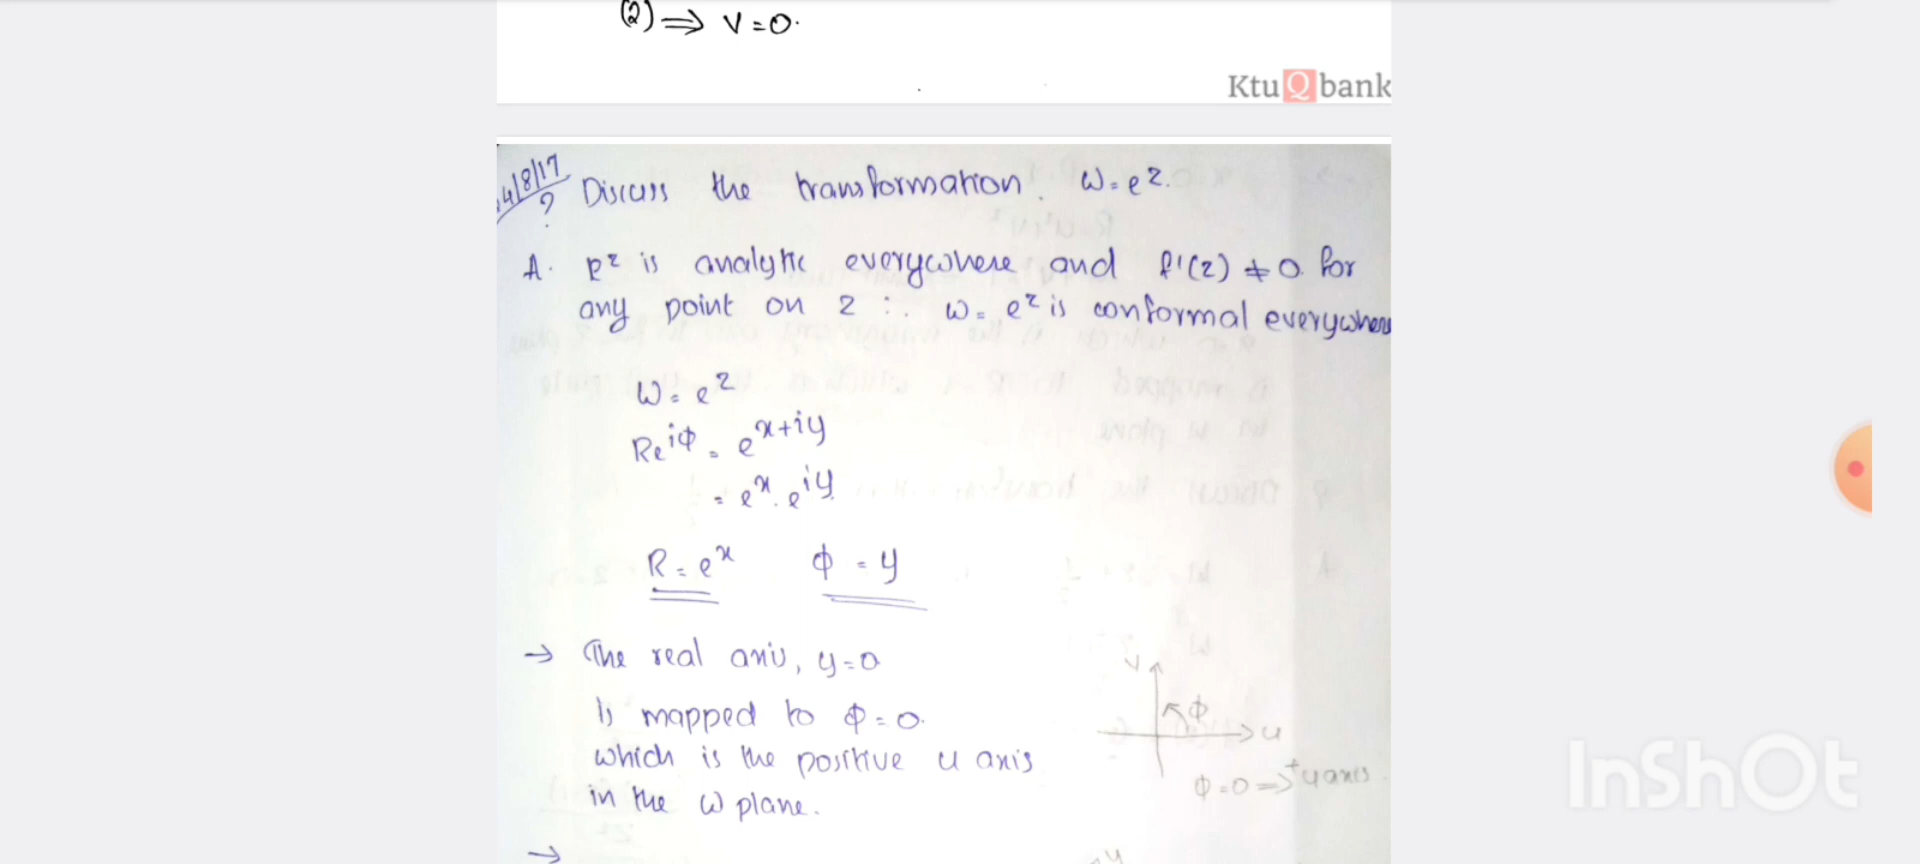 (2) ⇒ v=0.
Ktu Q bank
14/8/17
? Discuss the transformation. W=e^z.
A. e^z is analytic everywhere and f'(z) ≠ 0 for
any point on z ∴ w=e^z is conformal everywhere
W=e^z
Re^iφ = e^x+iy
= e^x.e^iy
R=e^x φ=y
→ The real axis, y=0
Is mapped to φ=0.
which is the positive u axis
in the w plane.
v
φ
u
φ=0→+u axis
→
InShOt